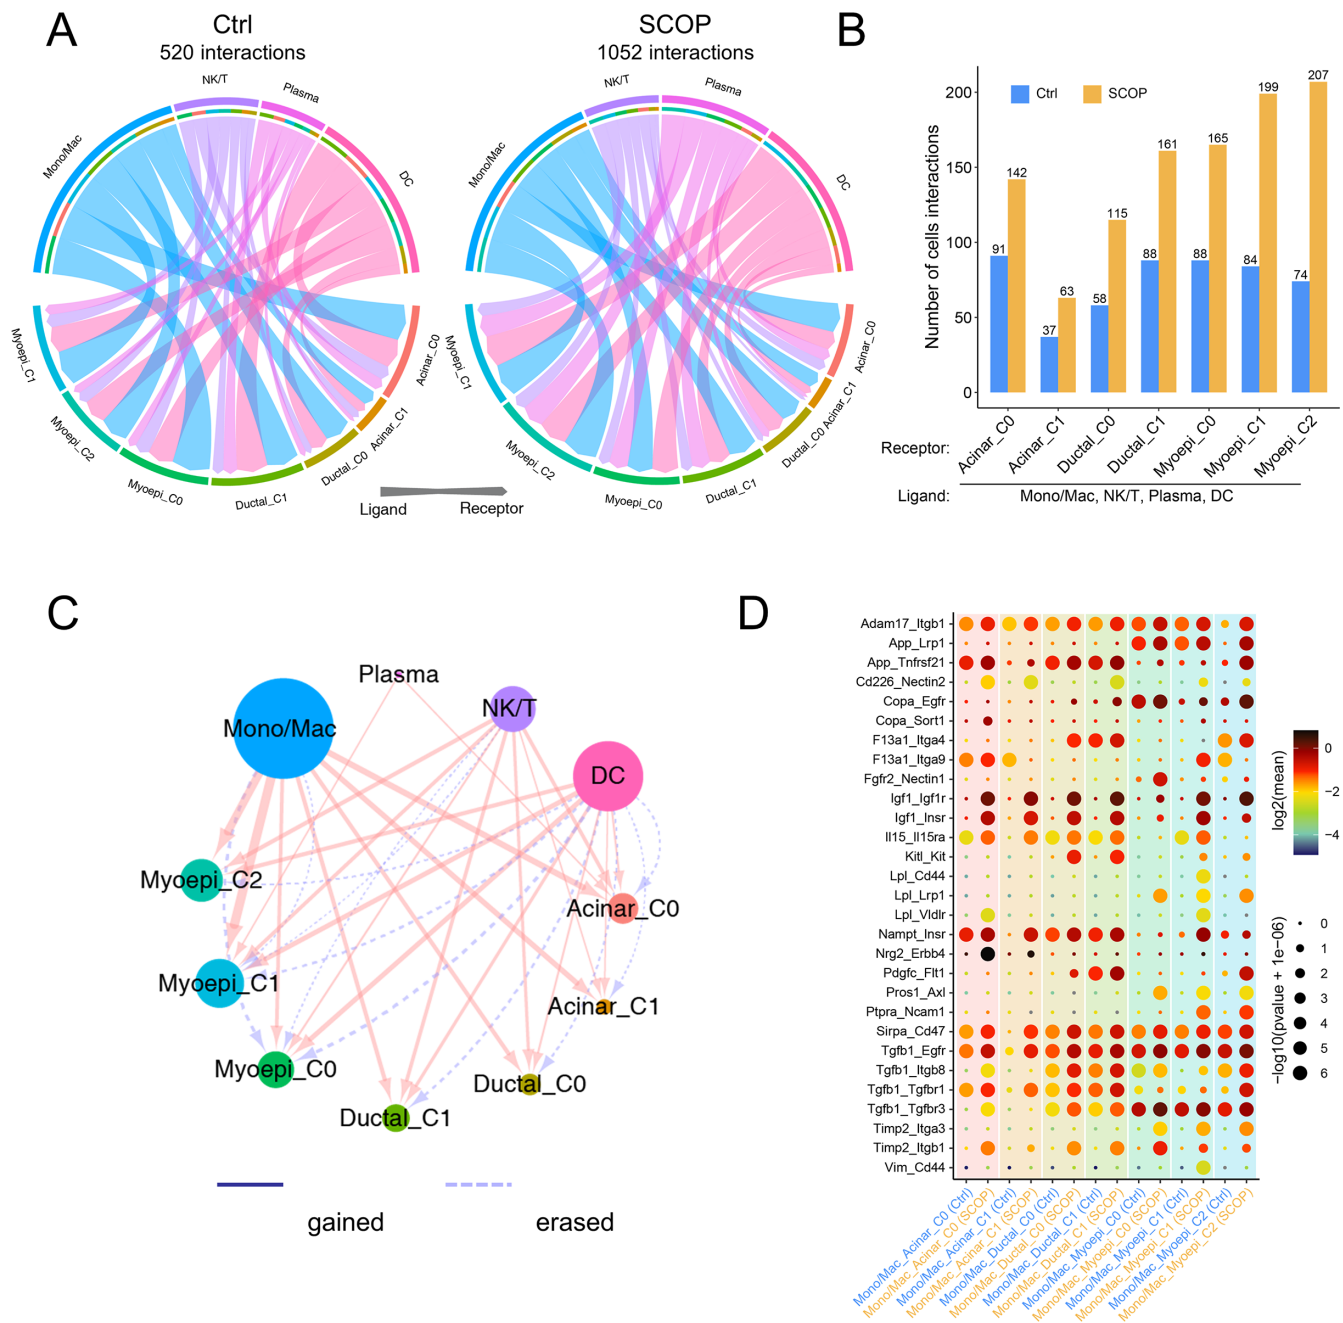 A
Ctrl
520 interactions
SCOP
1052 interactions
NK/T
Plasma
Mono/Mac
DC
Myoepi_C1
Myoepi_C2
Myoepi_C0
Ductal_C1
Ductal_C0
Acinar_C1
Acinar_C0
NK/T
Plasma
Mono/Mac
DC
Myoepi_C1
Myoepi_C2
Myoepi_C0
Ductal_C1
Ductal_C0
Acinar_C1
Acinar_C0
Ligand
Receptor
B
Number of cells interactions
200
150
100
50
0
Ctrl
SCOP
91
142
37
63
58
115
88
161
88
165
84
199
74
207
Receptor:
Acinar_C0
Acinar_C1
Ductal_C0
Ductal_C1
Myoepi_C0
Myoepi_C1
Myoepi_C2
Ligand:
Mono/Mac, NK/T, Plasma, DC
C
Plasma
Mono/Mac
NK/T
DC
Myoepi_C2
Acinar_C0
Myoepi_C1
Acinar_C1
Myoepi_C0
Ductal_C0
Ductal_C1
gained
erased
D
Adam17_Itgb1
App_Lrp1
App_Tnfrsf21
Cd226_Nectin2
Copa_Egfr
Copa_Sort1
F13a1_Itga4
F13a1_Itga9
Fgfr2_Nectin1
Igf1_Igf1r
Igf1_Insr
Il15_Il15ra
Kitl_Kit
Lpl_Cd44
Lpl_Lrp1
Lpl_Vldlr
Nampt_Insr
Nrg2_Erbb4
Pdgfc_Flt1
Pros1_Axl
Ptpra_Ncam1
Sirpa_Cd47
Tgfb1_Egfr
Tgfb1_Itgb8
Tgfb1_Tgfbr1
Tgfb1_Tgfbr3
Timp2_Itga3
Timp2_Itgb1
Vim_Cd44
Mono/Mac_Acinar_C0 (Ctrl)
Mono/Mac_Acinar_C0 (SCOP)
Mono/Mac_Acinar_C1 (Ctrl)
Mono/Mac_Acinar_C1 (SCOP)
Mono/Mac_Ductal_C0 (Ctrl)
Mono/Mac_Ductal_C0 (SCOP)
Mono/Mac_Ductal_C1 (Ctrl)
Mono/Mac_Ductal_C1 (SCOP)
Mono/Mac_Myoepi_C0 (Ctrl)
Mono/Mac_Myoepi_C0 (SCOP)
Mono/Mac_Myoepi_C1 (Ctrl)
Mono/Mac_Myoepi_C1 (SCOP)
Mono/Mac_Myoepi_C2 (Ctrl)
Mono/Mac_Myoepi_C2 (SCOP)
log2(mean)
0
−2
−4
−log10(pvalue + 1e−06)
0
1
2
3
4
5
6